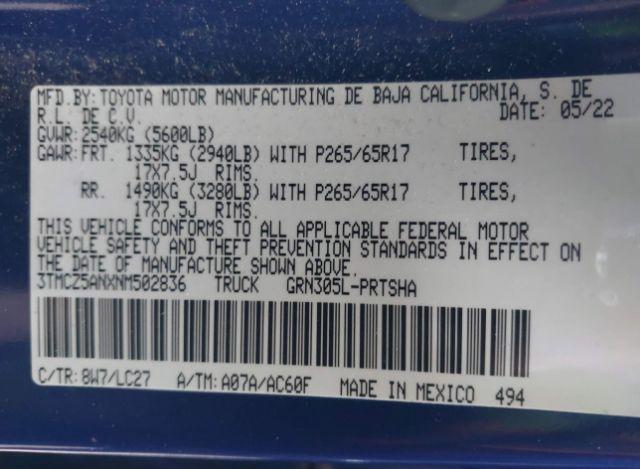 MFD.BY:TOYOTA MOTOR MANUFACTURING DE BAJA CALIFORNIA, S. DE
R.L. DE C.V. DATE: 05/22
GVWR:2540KG (5600LB)
GAWR:FRT. 1335KG (2940LB) WITH P265/65R17 TIRES,
17X7.5J RIMS.
RR. 1490KG (3280LB) WITH P265/65R17 TIRES,
17X7.5J RIMS.
THIS VEHICLE CONFORMS TO ALL APPLICABLE FEDERAL MOTOR
VEHICLE SAFETY AND THEFT PREVENTION STANDARDS IN EFFECT ON
THE DATE OF MANUFACTURE SHOWN ABOVE.
3TMCZ5ANXNM502836 TRUCK GRN305L-PRTSHA
C/TR:8W7/LC27 A/TM:A07A/AC60F MADE IN MEXICO 494